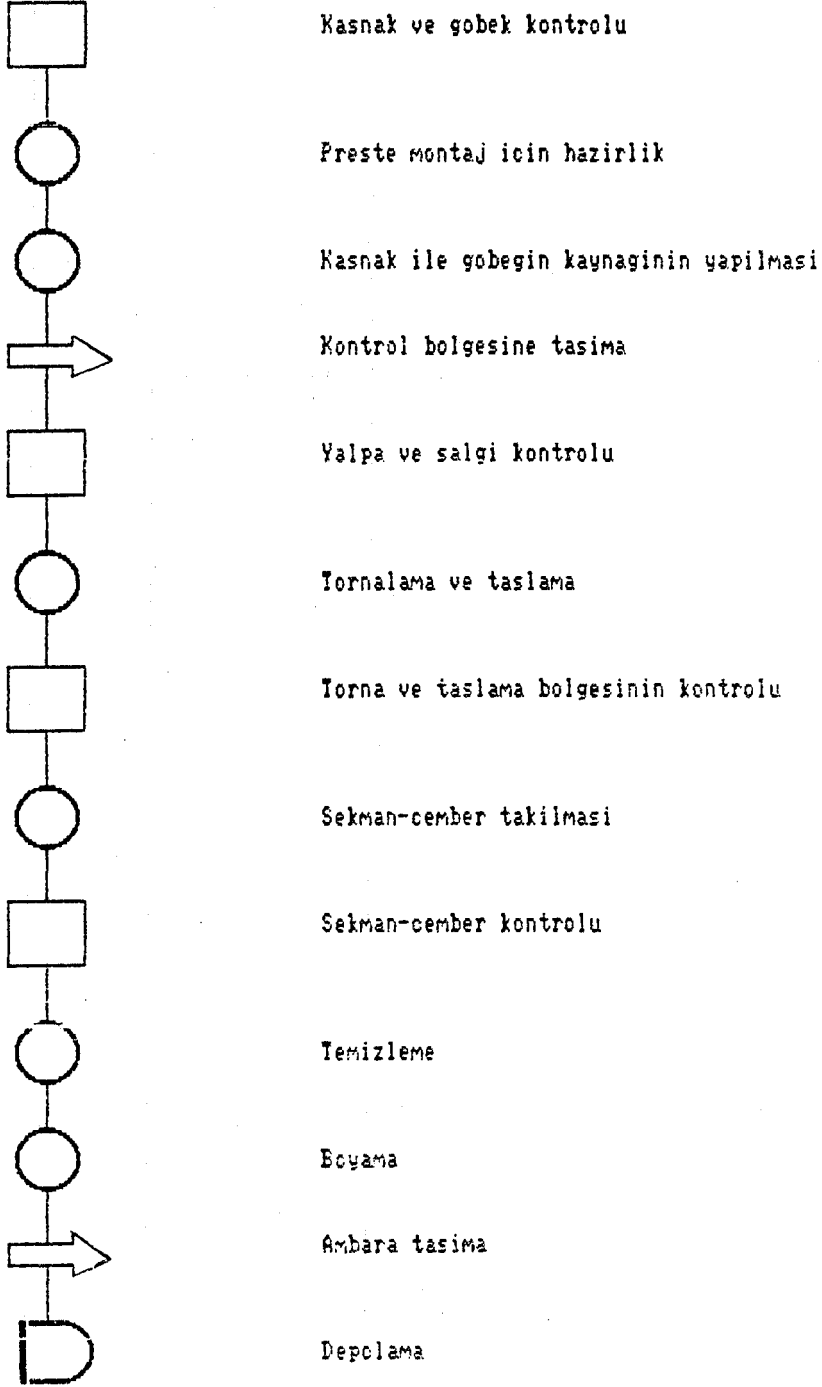 Kasnak ve gobek kontrolu
Preste montaj icin hazirlik
Kasnak ile gobegin kaynaginin yapilmasi
Kontrol bolgesine tasima
Yalpa ve salgi kontrolu
Tornalama ve taslama
Torna ve taslama bolgesinin kontrolu
Sekman-cember takilmasi
Sekman-cember kontrolu
Temizleme
Boyama
Ambara tasima
Depolama